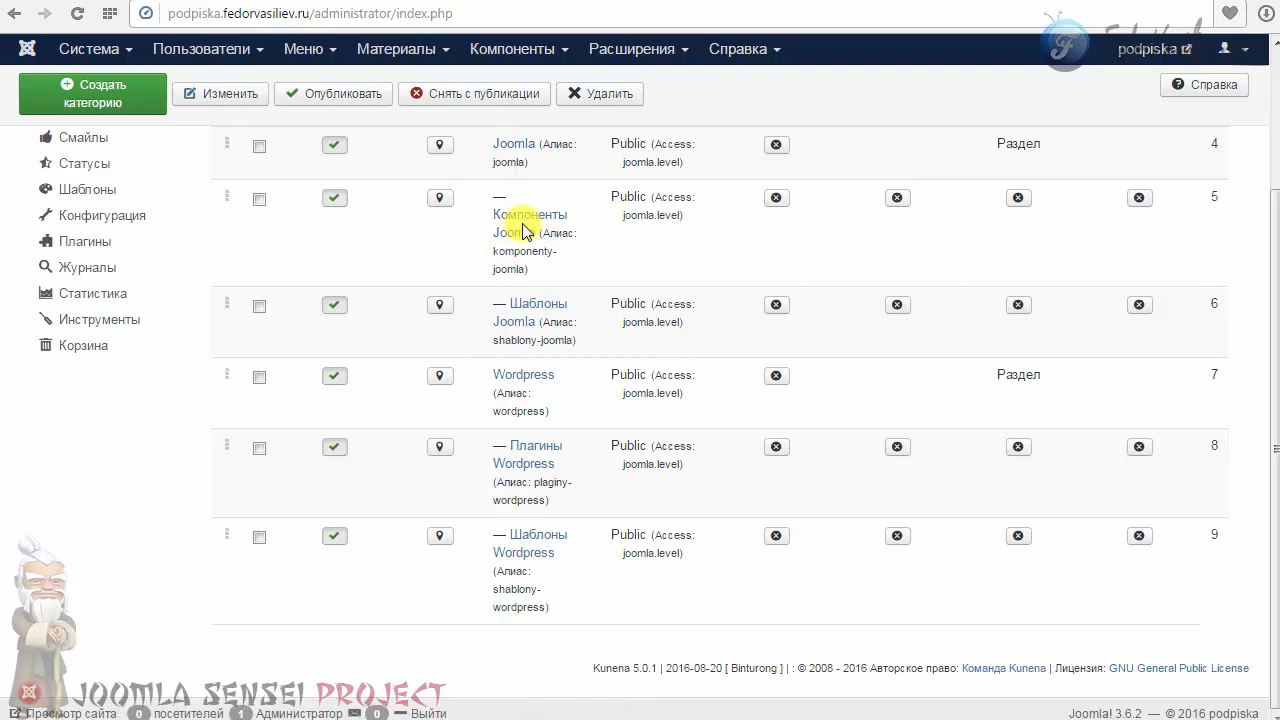 podpiska.fedorvasiliev.ru/administrator/index.php
Система Пользователи Меню Материалы Компоненты Расширения Справка podpiska
Создать категорию Изменить Опубликовать Снять с публикации Удалить Справка
Смайлы
Статусы
Шаблоны
Конфигурация
Плагины
Журналы
Статистика
Инструменты
Корзина
Joomla (Алиас: Public (Access: Раздел 4
joomla) joomla.level)
— Public (Access: 5
Компоненты joomla.level)
Joomla (Алиас:
komponenty-
joomla)
— Шаблоны Public (Access: 6
Joomla (Алиас: joomla.level)
shablony-joomla)
Wordpress Public (Access: Раздел 7
(Алиас: joomla.level)
wordpress)
— Плагины Public (Access: 8
Wordpress joomla.level)
(Алиас: plaginy-
wordpress)
— Шаблоны Public (Access: 9
Wordpress joomla.level)
(Алиас:
shablony-
wordpress)
Kunena 5.0.1 | 2016-08-20 [ Binturong ] | : © 2008 - 2016 Авторское право: Команда Kunena | Лицензия: GNU General Public License
JOOMLA SENSEI PROJECT
Просмотр сайта 0 посетителей 1 Администратор 0 — Выйти Joomla! 3.6.2 — © 2016 podpiska